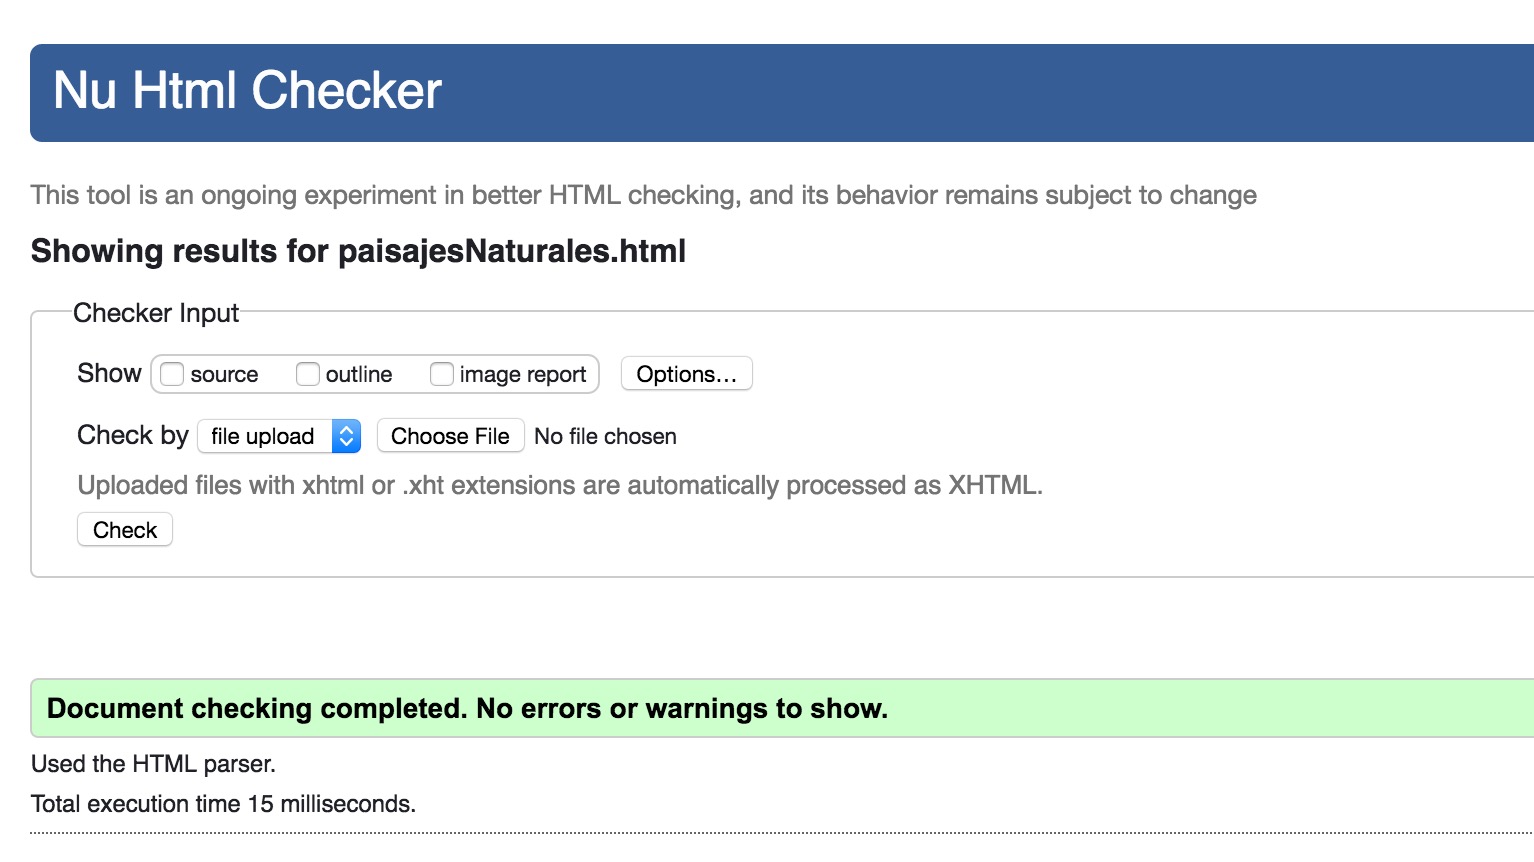 Nu Html Checker
This tool is an ongoing experiment in better HTML checking, and its behavior remains subject to change
Showing results for paisajesNaturales.html
Checker Input
Show source outline image report Options...
Check by file upload Choose File No file chosen
Uploaded files with xhtml or .xht extensions are automatically processed as XHTML.
Check
Document checking completed. No errors or warnings to show.
Used the HTML parser.
Total execution time 15 milliseconds.